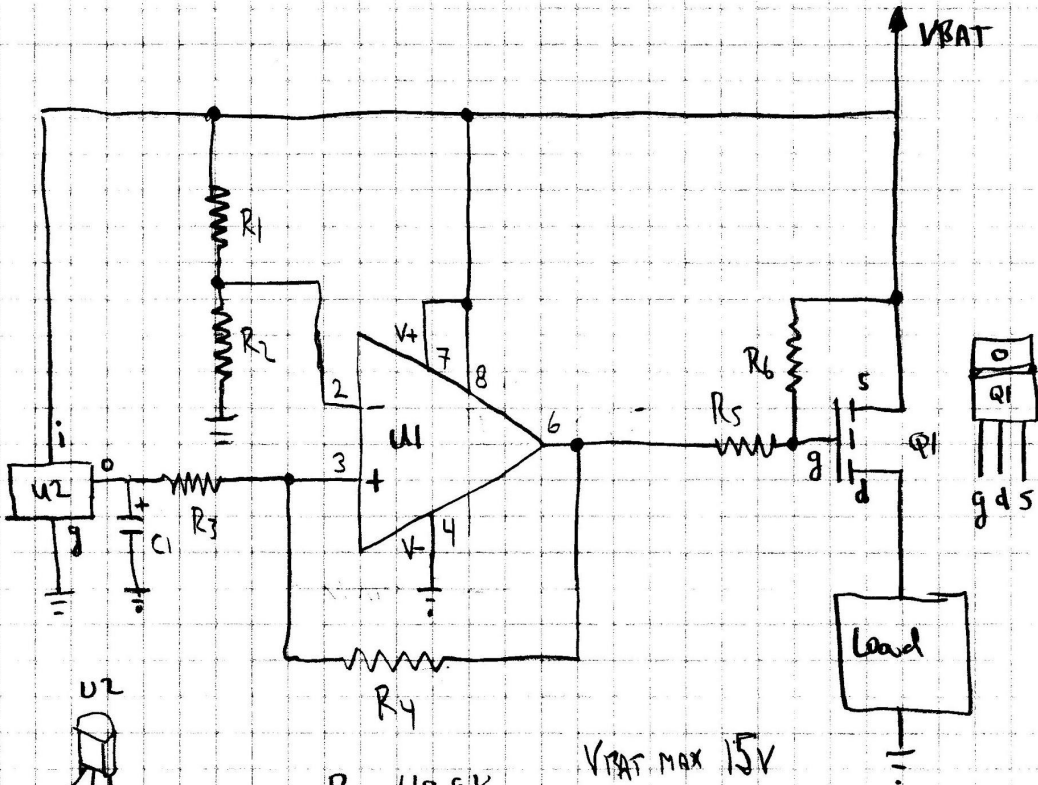 VBAT
R1
R2
V+
7
8
2
-
U1
6
3
+
4
V-
i
U2
o
g
+
C1
R3
R4
R5
R6
g
s
d
Q1
O
Q1
g d s
Load
U2
VBAT MAX 15V